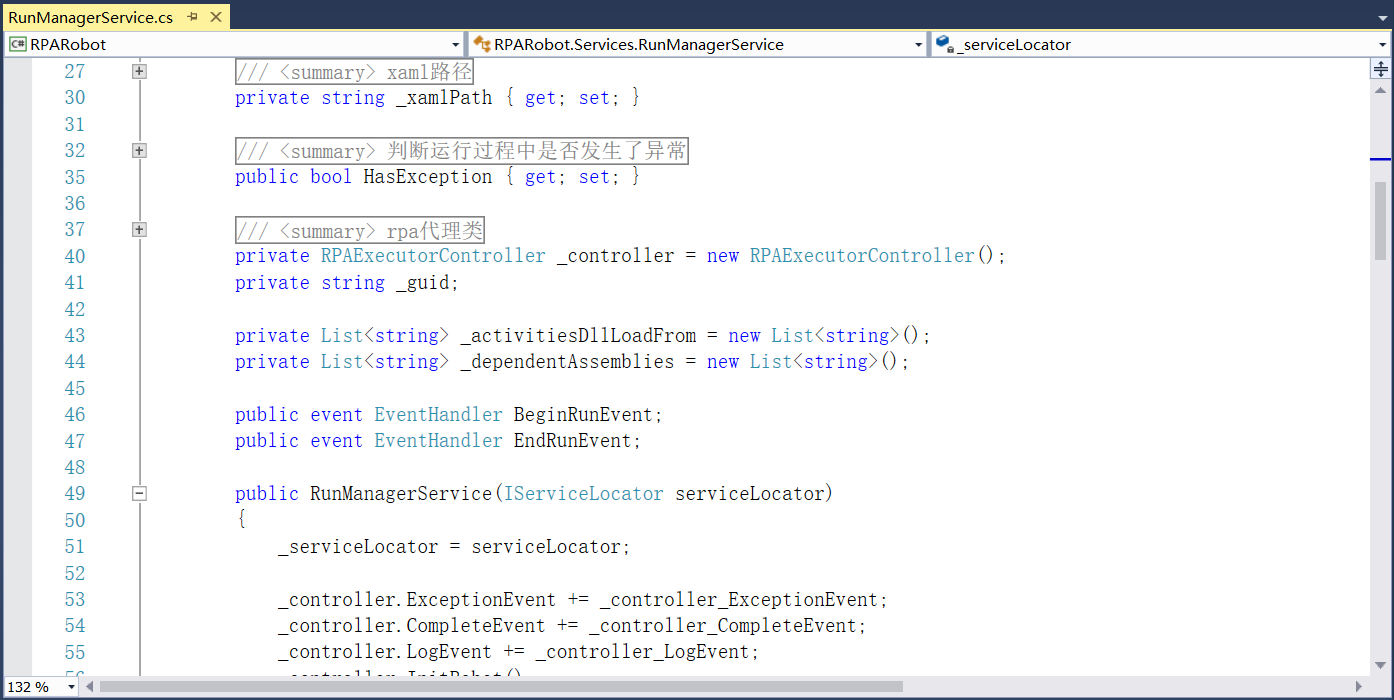 RunManagerService.cs
RPARobot RPARobot.Services.RunManagerService _serviceLocator
27 /// <summary> xaml路径
30 private string _xamlPath { get; set; }
31
32 /// <summary> 判断运行过程中是否发生了异常
35 public bool HasException { get; set; }
36
37 /// <summary> rpa代理类
40 private RPAExecutorController _controller = new RPAExecutorController();
41 private string _guid;
42
43 private List<string> _activitiesDllLoadFrom = new List<string>();
44 private List<string> _dependentAssemblies = new List<string>();
45
46 public event EventHandler BeginRunEvent;
47 public event EventHandler EndRunEvent;
48
49 public RunManagerService(IServiceLocator serviceLocator)
50 {
51 _serviceLocator = serviceLocator;
52
53 _controller.ExceptionEvent += _controller_ExceptionEvent;
54 _controller.CompleteEvent += _controller_CompleteEvent;
55 _controller.LogEvent += _controller_LogEvent;
132 %